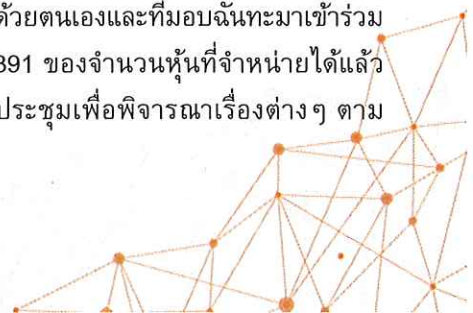 ด้วยตนเองและที่มอบฉันทะมาเข้าร่วม
391 ของจำนวนหุ้นที่จำหน่ายได้แล้ว
ประชุมเพื่อพิจารณาเรื่องต่างๆ ตาม